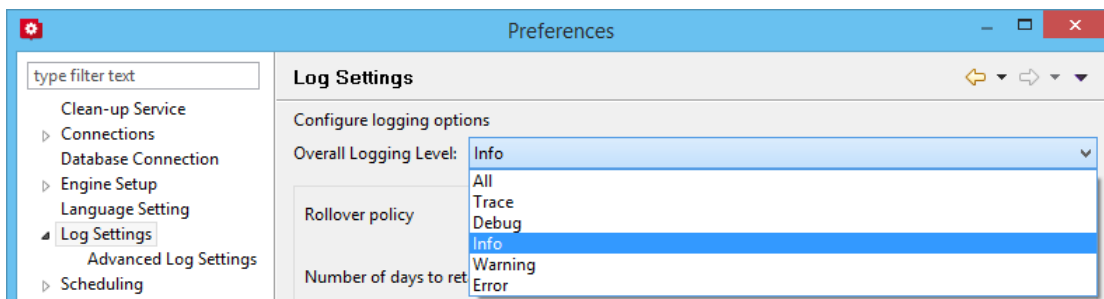 Preferences
type filter text
Clean-up Service
Connections
Database Connection
Engine Setup
Language Setting
Log Settings
Advanced Log Settings
Scheduling
Log Settings
Configure logging options
Overall Logging Level: Info
All
Trace
Debug
Info
Warning
Error
Rollover policy
Number of days to ret